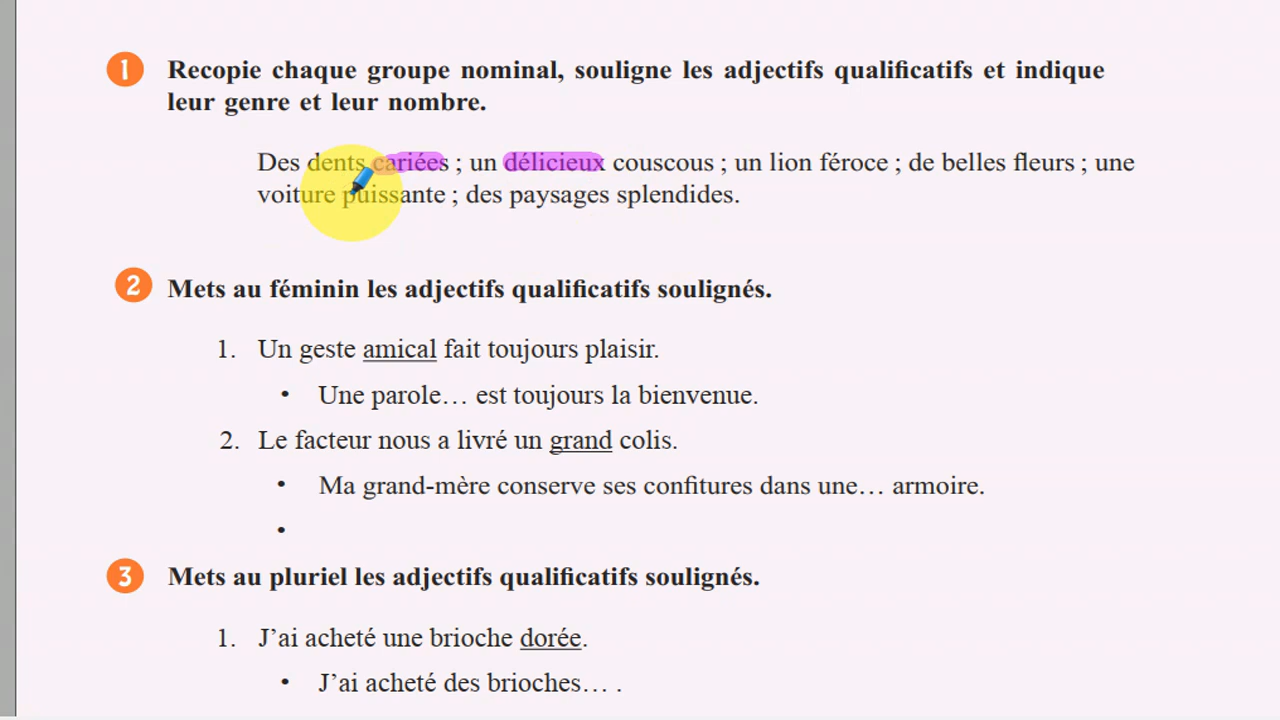 1 Recopie chaque groupe nominal, souligne les adjectifs qualificatifs et indique
leur genre et leur nombre.
Des dents cariées ; un délicieux couscous ; un lion féroce ; de belles fleurs ; une
voiture puissante ; des paysages splendides.
2 Mets au féminin les adjectifs qualificatifs soulignés.
1. Un geste amical fait toujours plaisir.
• Une parole… est toujours la bienvenue.
2. Le facteur nous a livré un grand colis.
• Ma grand-mère conserve ses confitures dans une… armoire.
•
3 Mets au pluriel les adjectifs qualificatifs soulignés.
1. J’ai acheté une brioche dorée.
• J’ai acheté des brioches… .